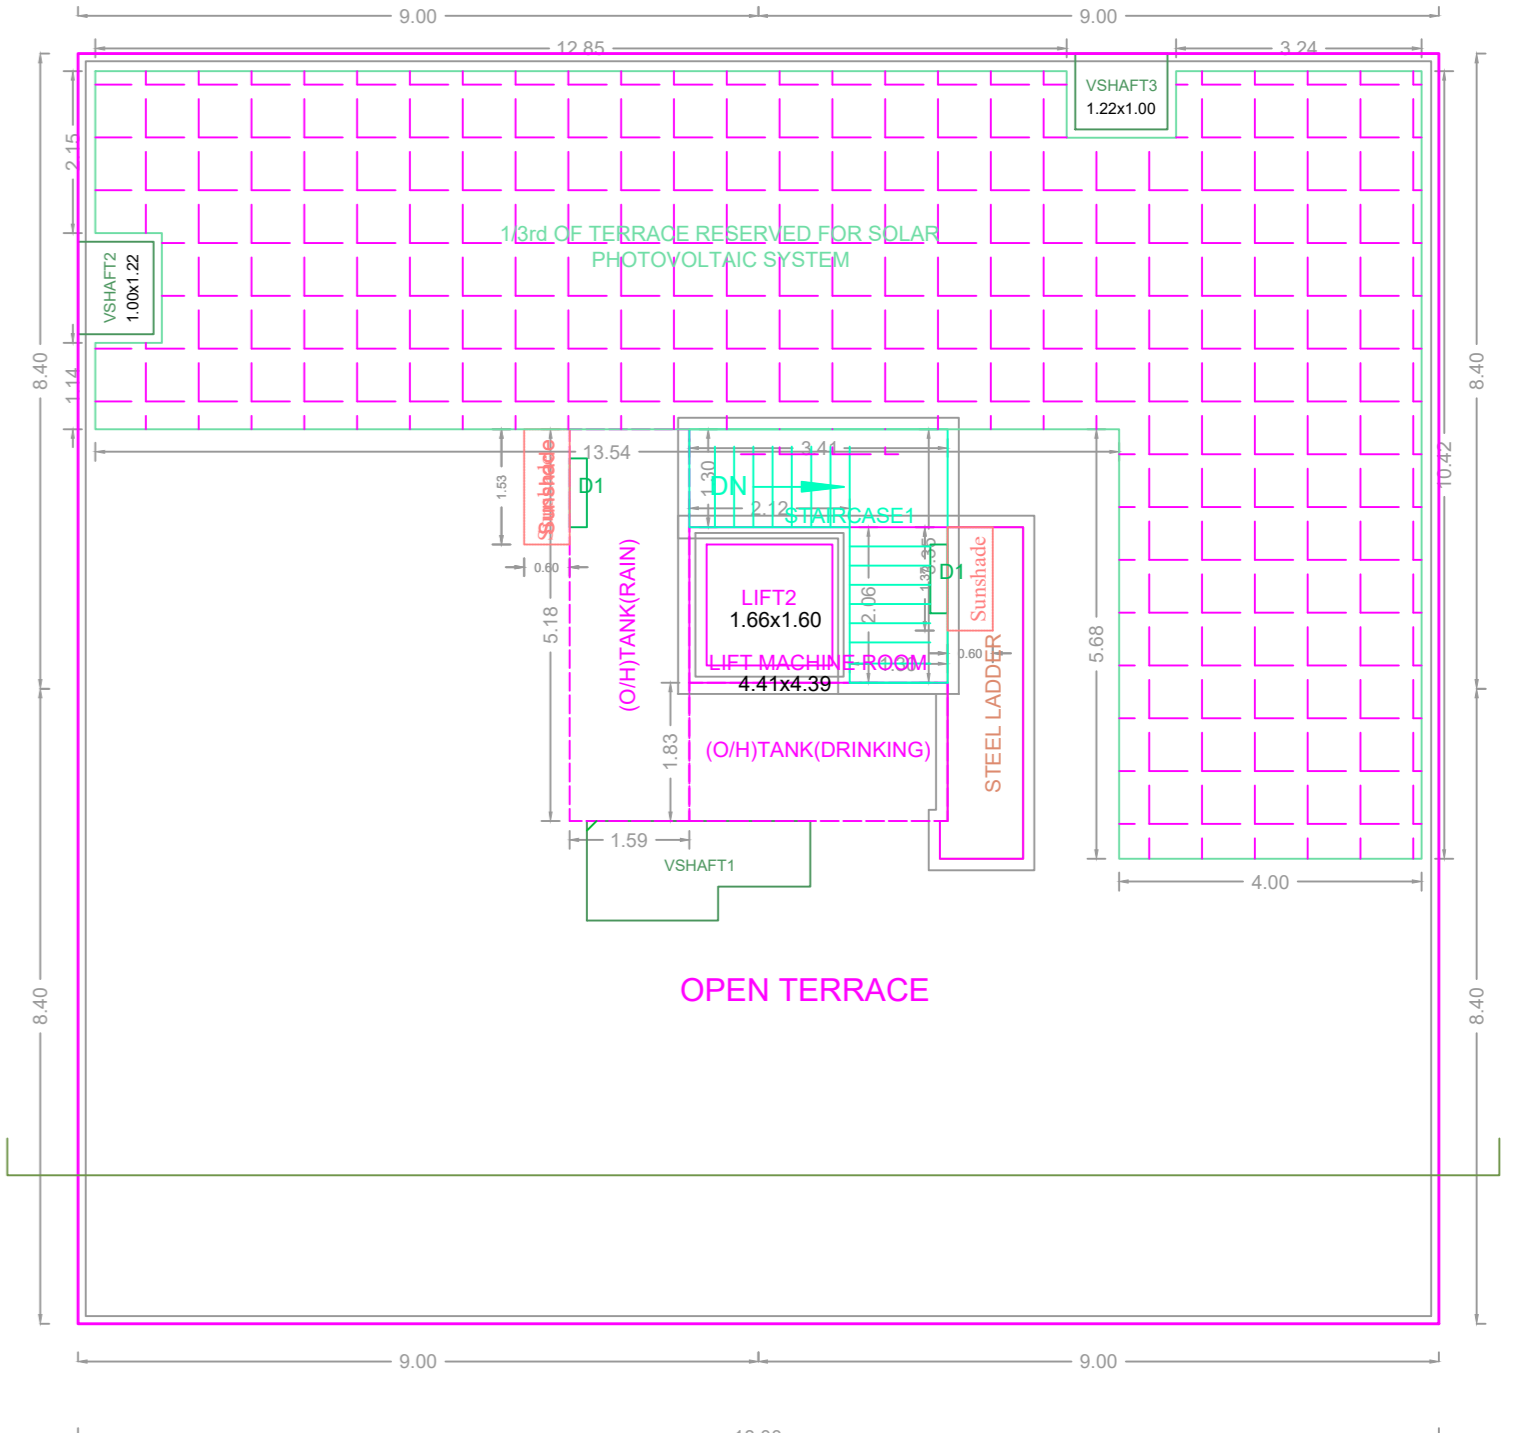 9.00
9.00
12.85
3.24
VSHAFT3
1.22x1.00
2.15
1/3rd OF TERRACE RESERVED FOR SOLAR
PHOTOVOLTAIC SYSTEM
VSHAFT2
1.00x1.22
8.40
8.40
1.14
13.54
3.41
10.42
Sunshade
Sunshade
1.53
D1
1.30
DN
2.12
STAIRCASE1
0.60
(O/H)TANK(RAIN)
5.18
LIFT2
1.66x1.60
2.06
D1
Sunshade
LIFT MACHINE ROOM
4.41x4.39
0.60
5.68
STEEL LADDER
1.83
(O/H)TANK(DRINKING)
1.59
VSHAFT1
4.00
OPEN TERRACE
8.40
8.40
9.00
9.00